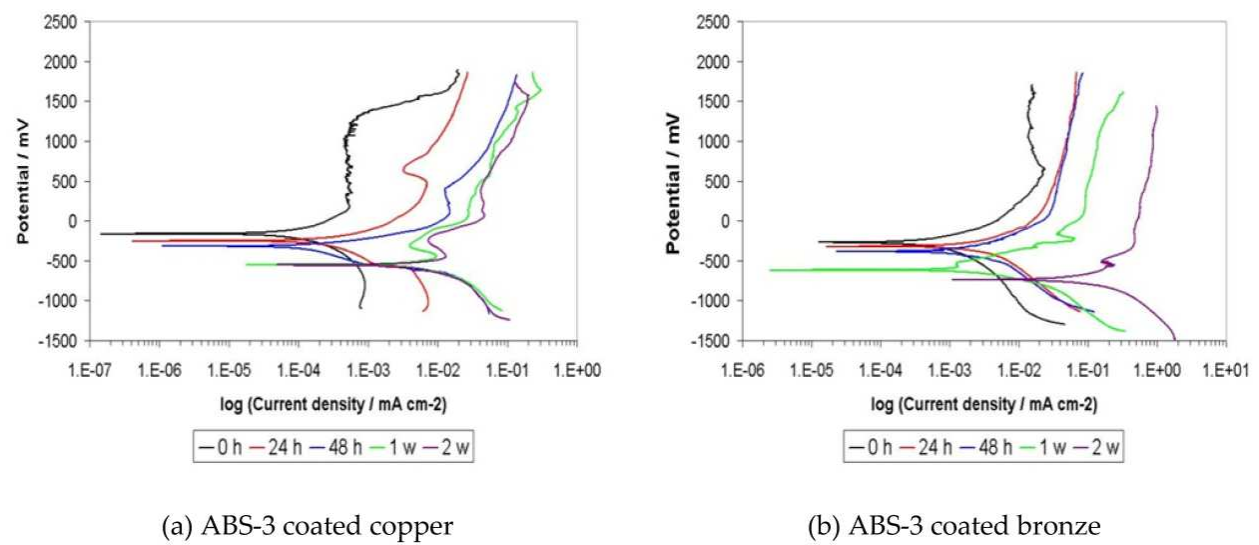 2500
2000
1500
1000
500
0
-500
-1000
-1500
Potential / mV
1.E-07 1.E-06 1.E-05 1.E-04 1.E-03 1.E-02 1.E-01 1.E+00
log (Current density / mA cm-2)
0 h 24 h 48 h 1 w 2 w
(a) ABS-3 coated copper
2500
2000
1500
1000
500
0
-500
-1000
-1500
Potential / mV
1.E-06 1.E-05 1.E-04 1.E-03 1.E-02 1.E-01 1.E+00 1.E+01
log (Current density / mA cm-2)
0 h 24 h 48 h 1 w 2 w
(b) ABS-3 coated bronze